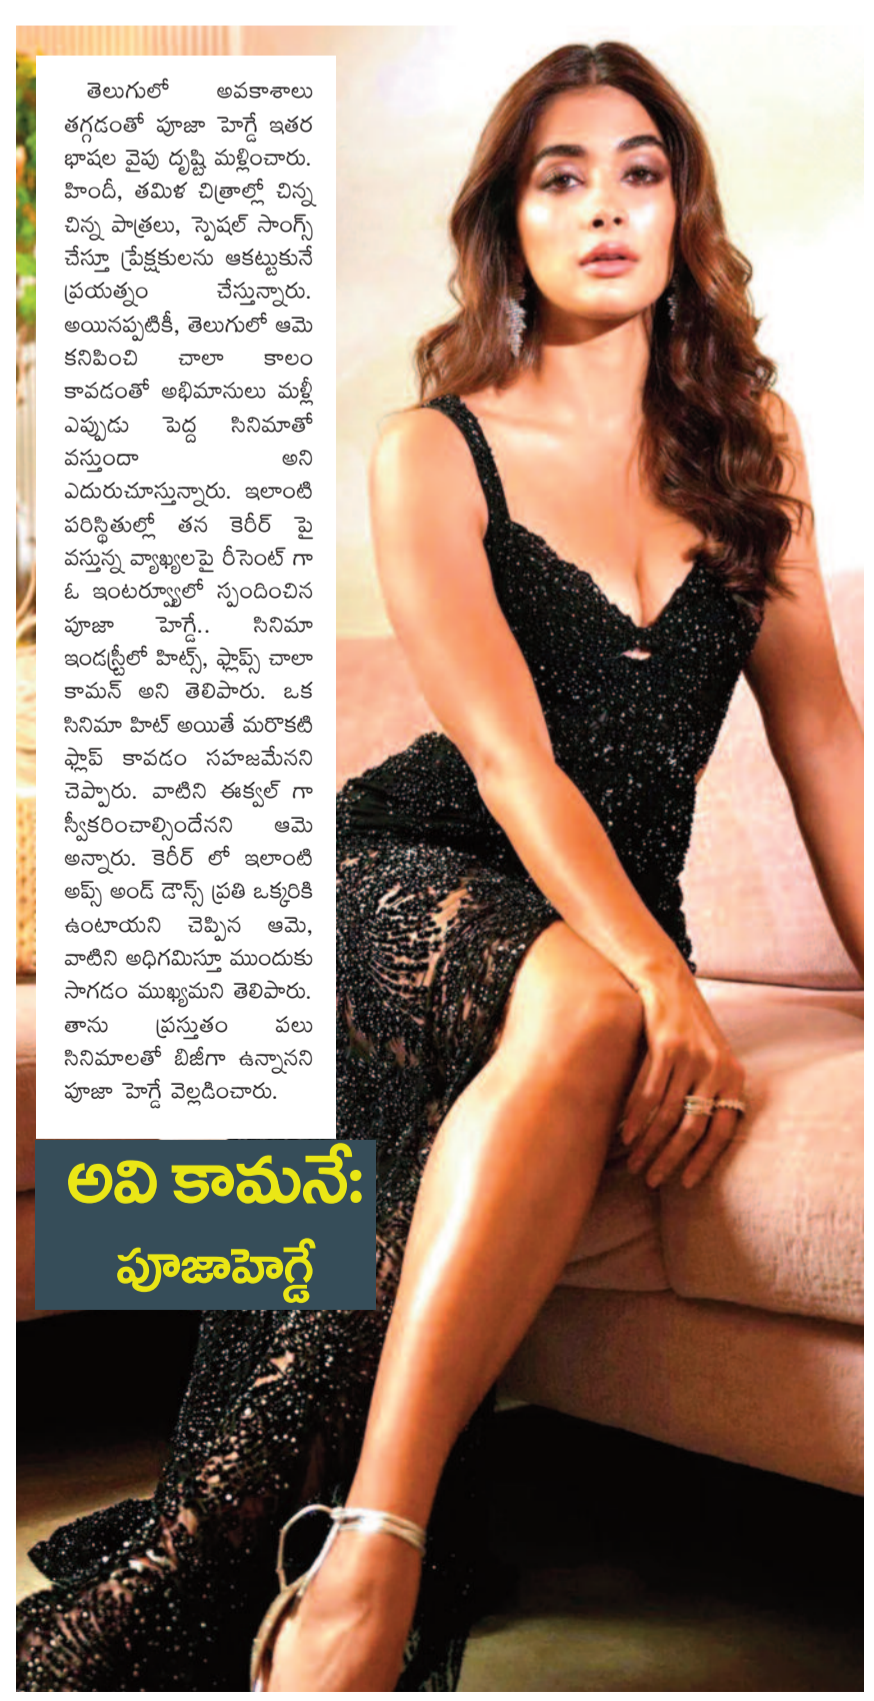 తెలుగులో అవకాశాలు
తగ్గడంతో పూజా హెగ్డే ఇతర
భాషల వైపు దృష్టి మళ్లించారు.
హిందీ, తమిళ చిత్రాల్లో చిన్న
చిన్న పాత్రలు, స్పెషల్ సాంగ్స్
చేస్తూ ప్రేక్షకులను ఆకట్టుకునే
ప్రయత్నం చేస్తున్నారు.
అయినప్పటికీ, తెలుగులో ఆమె
కనిపించి చాలా కాలం
కావడంతో అభిమానులు మళ్లీ
ఎప్పుడు పెద్ద సినిమాతో
వస్తుందా అని
ఎదురుచూస్తున్నారు. ఇలాంటి
పరిస్థితుల్లో తన కెరీర్ పై
వస్తున్న వ్యాఖ్యలపై రీసెంట్ గా
ఓ ఇంటర్వ్యూలో స్పందించిన
పూజా హెగ్డే.. సినిమా
ఇండస్ట్రీలో హిట్స్, ఫ్లాప్స్ చాలా
కామన్ అని తెలిపారు. ఒక
సినిమా హిట్ అయితే మరొకటి
ఫ్లాప్ కావడం సహజమేనని
చెప్పారు. వాటిని ఈక్వల్ గా
స్వీకరించాల్సిందేనని ఆమె
అన్నారు. కెరీర్ లో ఇలాంటి
అప్స్ అండ్ డౌన్స్ ప్రతి ఒక్కరికి
ఉంటాయని చెప్పిన ఆమె,
వాటిని అధిగమిస్తూ ముందుకు
సాగడం ముఖ్యమని తెలిపారు.
తాను ప్రస్తుతం పలు
సినిమాలతో బిజీగా ఉన్నానని
పూజా హెగ్డే వెల్లడించారు.
అవి కామనే:
పూజాహెగ్డే